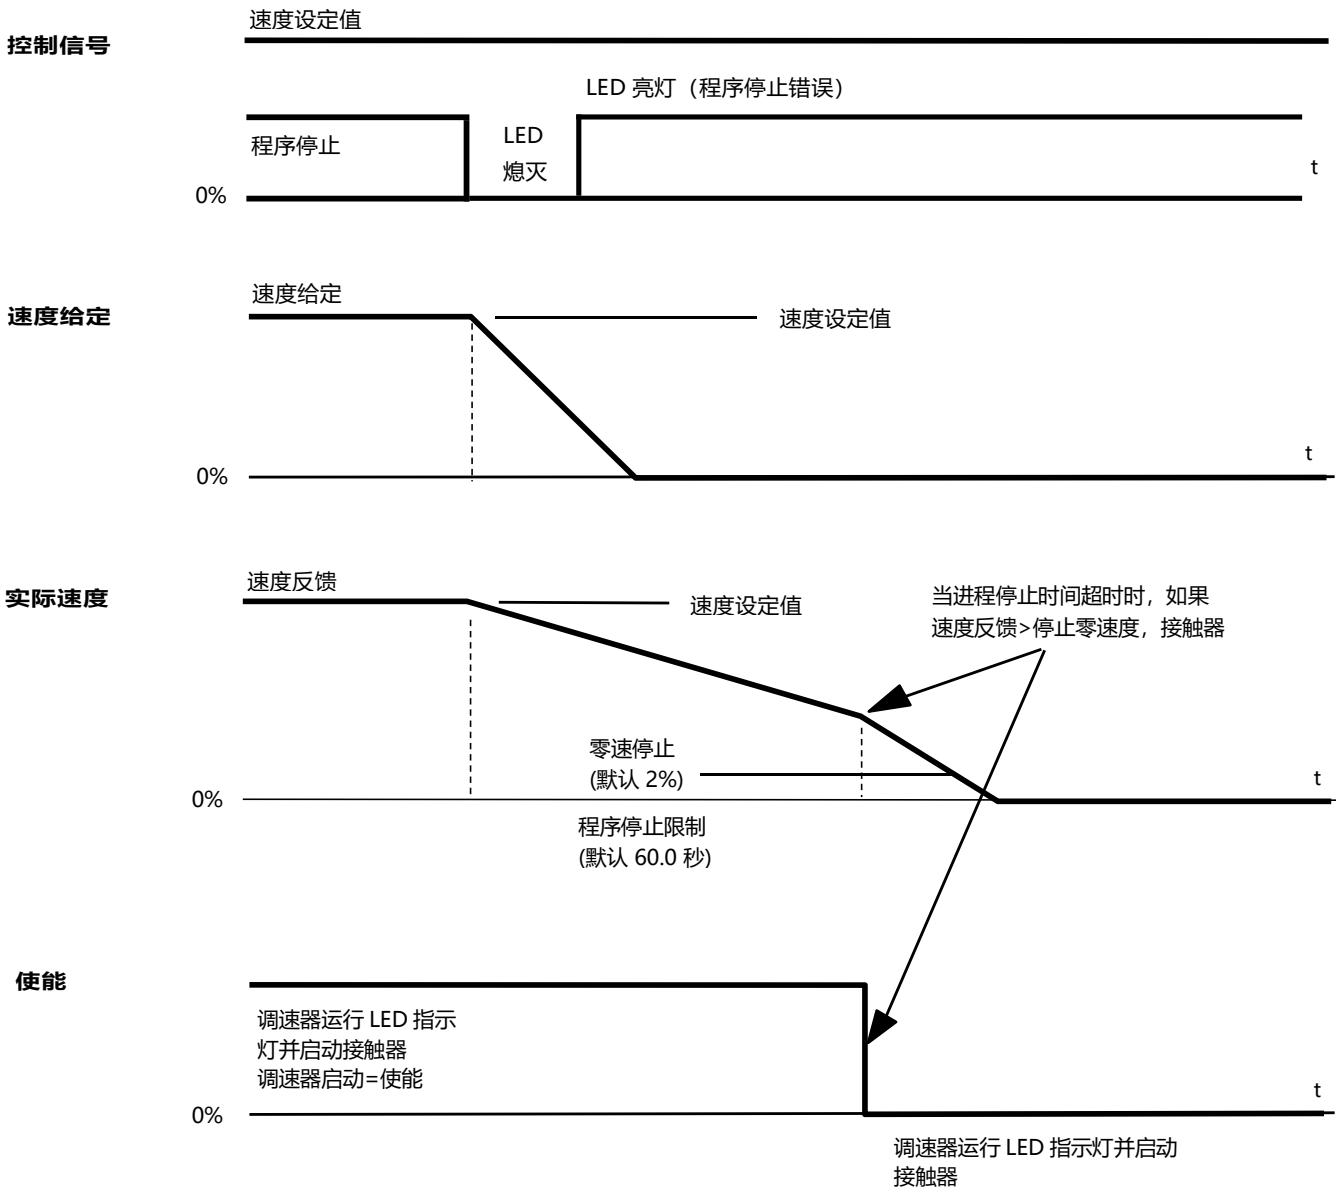 速度设定值
控制信号
LED 亮灯（程序停止错误）
程序停止
LED
熄灭
t
0%
速度给定
速度给定
速度设定值
t
0%
速度反馈
实际速度
速度设定值
当进程停止时间超时时，如果
速度反馈>停止零速度，接触器
零速停止
(默认 2%)
t
0%
程序停止限制
(默认 60.0 秒)
使能
调速器运行 LED 指示
灯并启动接触器
调速器启动=使能
t
0%
调速器运行 LED 指示灯并启动
接触器